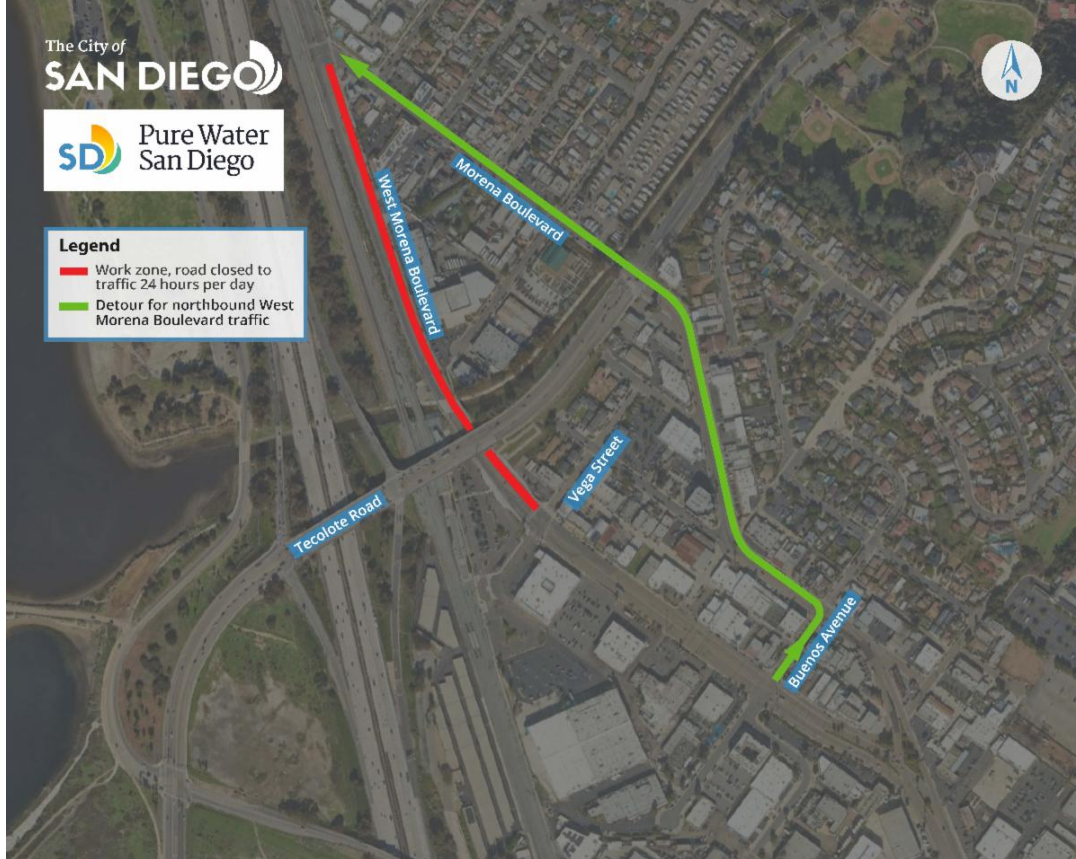 The City of
SAN DIEGO
SD
Pure Water
San Diego
N
Legend
Work zone, road closed to
traffic 24 hours per day
Detour for northbound West
Morena Boulevard traffic
Morena Boulevard
West Morena Boulevard
Vega Street
Tecolote Road
Buenos Avenue